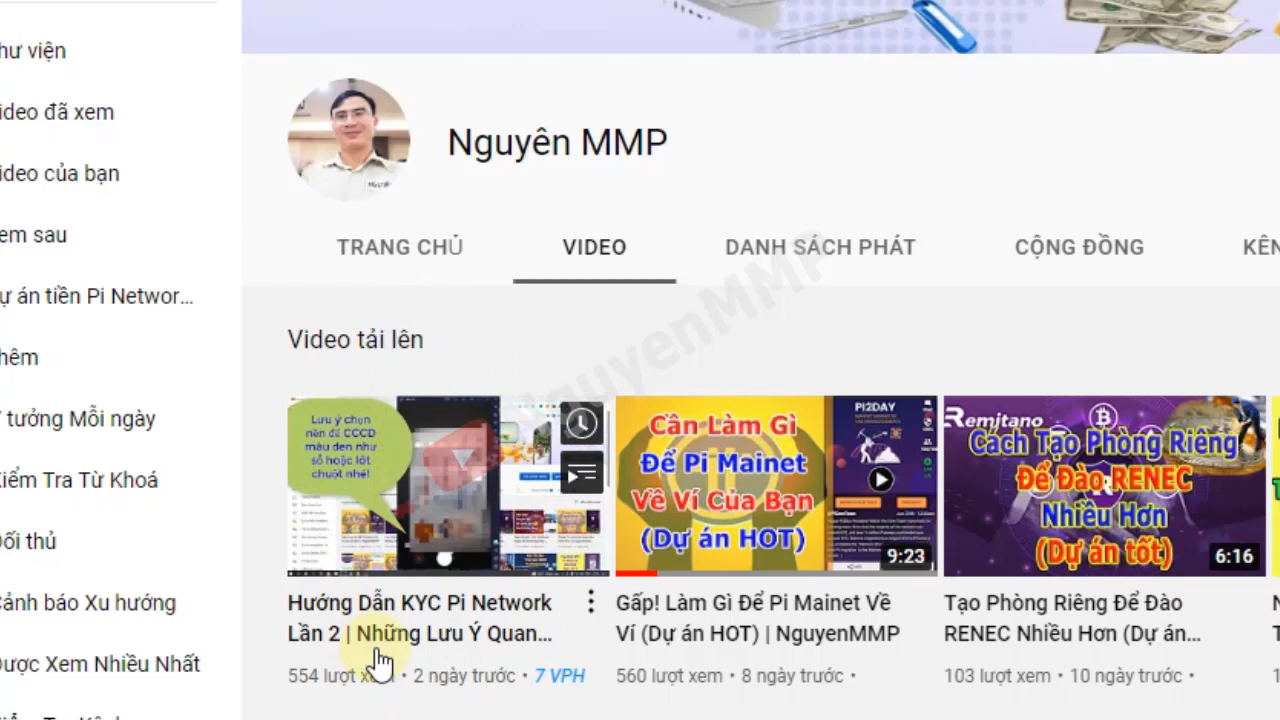 hư viện
ideo đã xem
ideo của bạn
em sau
ự án tiền Pi Networ...
hêm
tưởng Mỗi ngày
iểm Tra Từ Khoá
ối thủ
ảnh báo Xu hướng
ược Xem Nhiều Nhất
Nguyên MMP
TRANG CHỦ
VIDEO
DANH SÁCH PHÁT
CỘNG ĐỒNG
KÊN
NguyenMMP
Video tải lên
Lưu ý chọn
nền để CCCD
màu đen như
sổ hoặc lót
chuột nhé!
Hướng Dẫn KYC Pi Network
Lần 2 | Những Lưu Ý Quan...
554 lượt xem • 2 ngày trước • 7 VPH
Cần Làm Gì
Để Pi Mainet
Về Ví Của Bạn
(Dự án HOT)
PI2DAY
9:23
Gấp! Làm Gì Để Pi Mainet Về
Ví (Dự án HOT) | NguyenMMP
560 lượt xem • 8 ngày trước •
Remitano
Cách Tạo Phòng Riêng
Để Đào RENEC
Nhiều Hơn
(Dự án tốt)
6:16
Tạo Phòng Riêng Để Đào
RENEC Nhiều Hơn (Dự án...
103 lượt xem • 10 ngày trước •